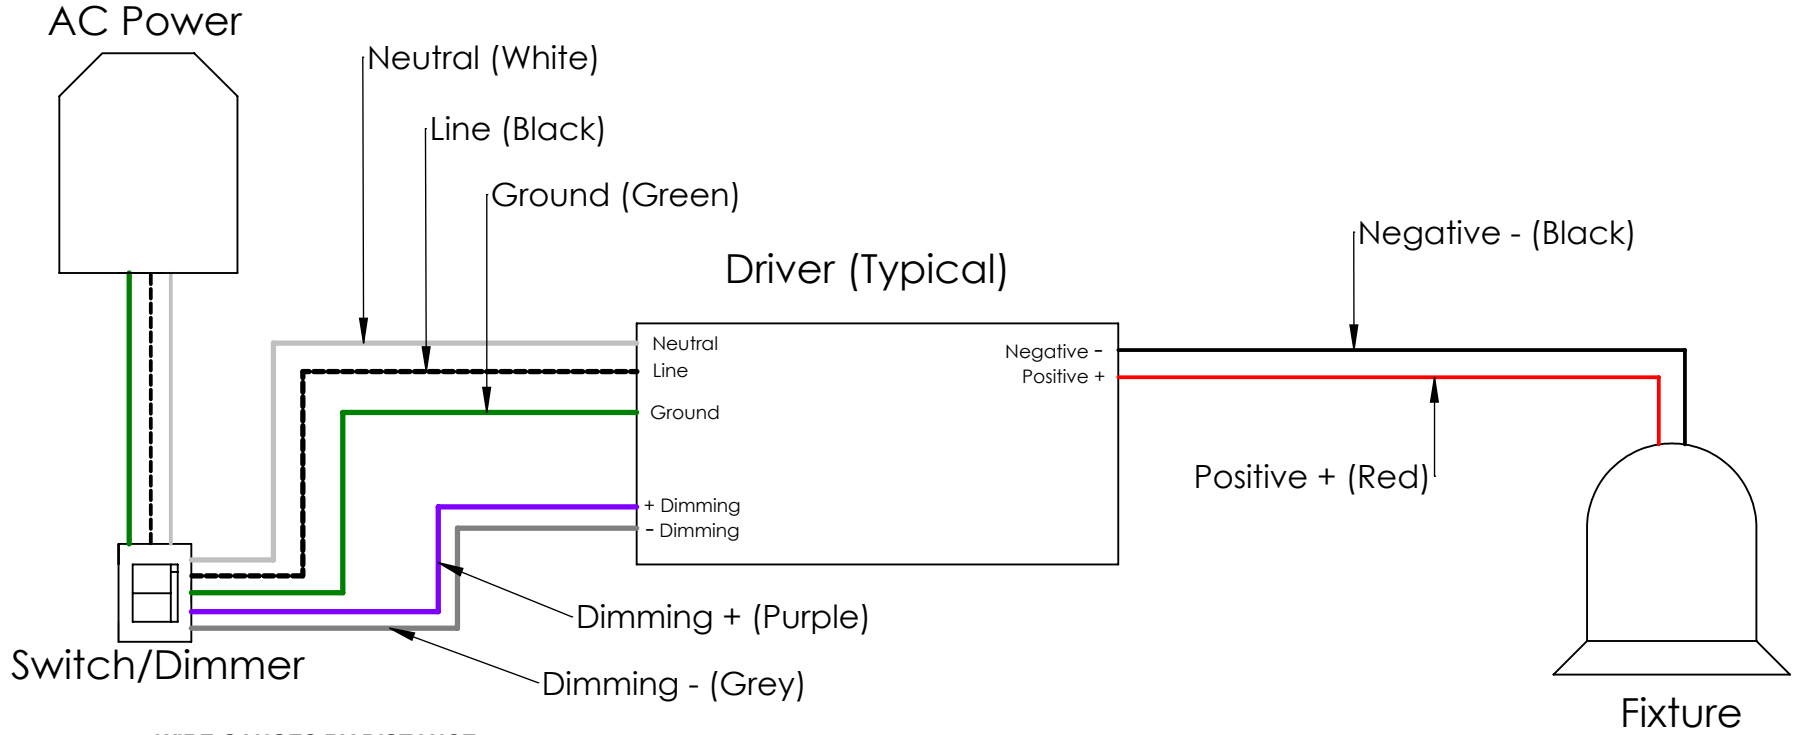 AC Power
Neutral (White)
Line (Black)
Ground (Green)
Negative - (Black)
Driver (Typical)
Neutral
Line
Ground
+ Dimming
- Dimming
Negative -
Positive +
Positive + (Red)
Dimming + (Purple)
Switch/Dimmer
Dimming - (Grey)
Fixture